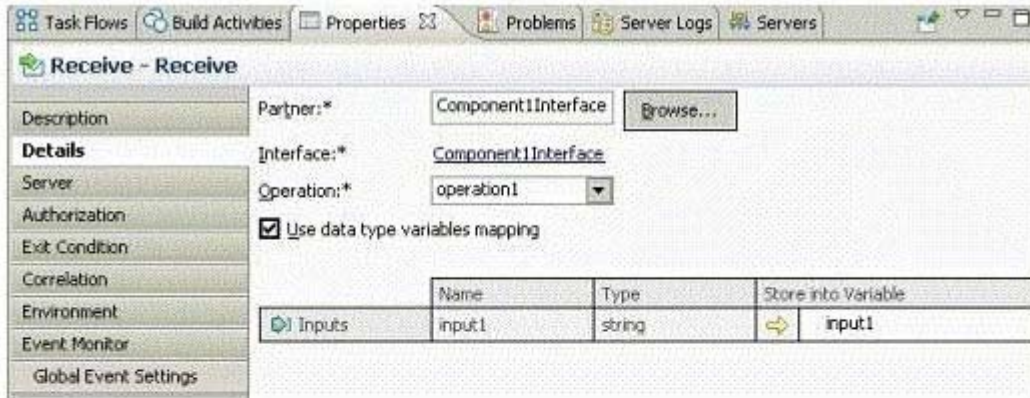 Task Flows Build Activities Properties Problems Server Logs Servers
Receive - Receive
Description
Details
Server
Authorization
Exit Condition
Correlation
Environment
Event Monitor
Global Event Settings
Partner:* Component1Interface Browse...
Interface:* Component1Interface
Operation:* operation1
Use data type variables mapping
Name Type Store into Variable
Inputs input1 string input1